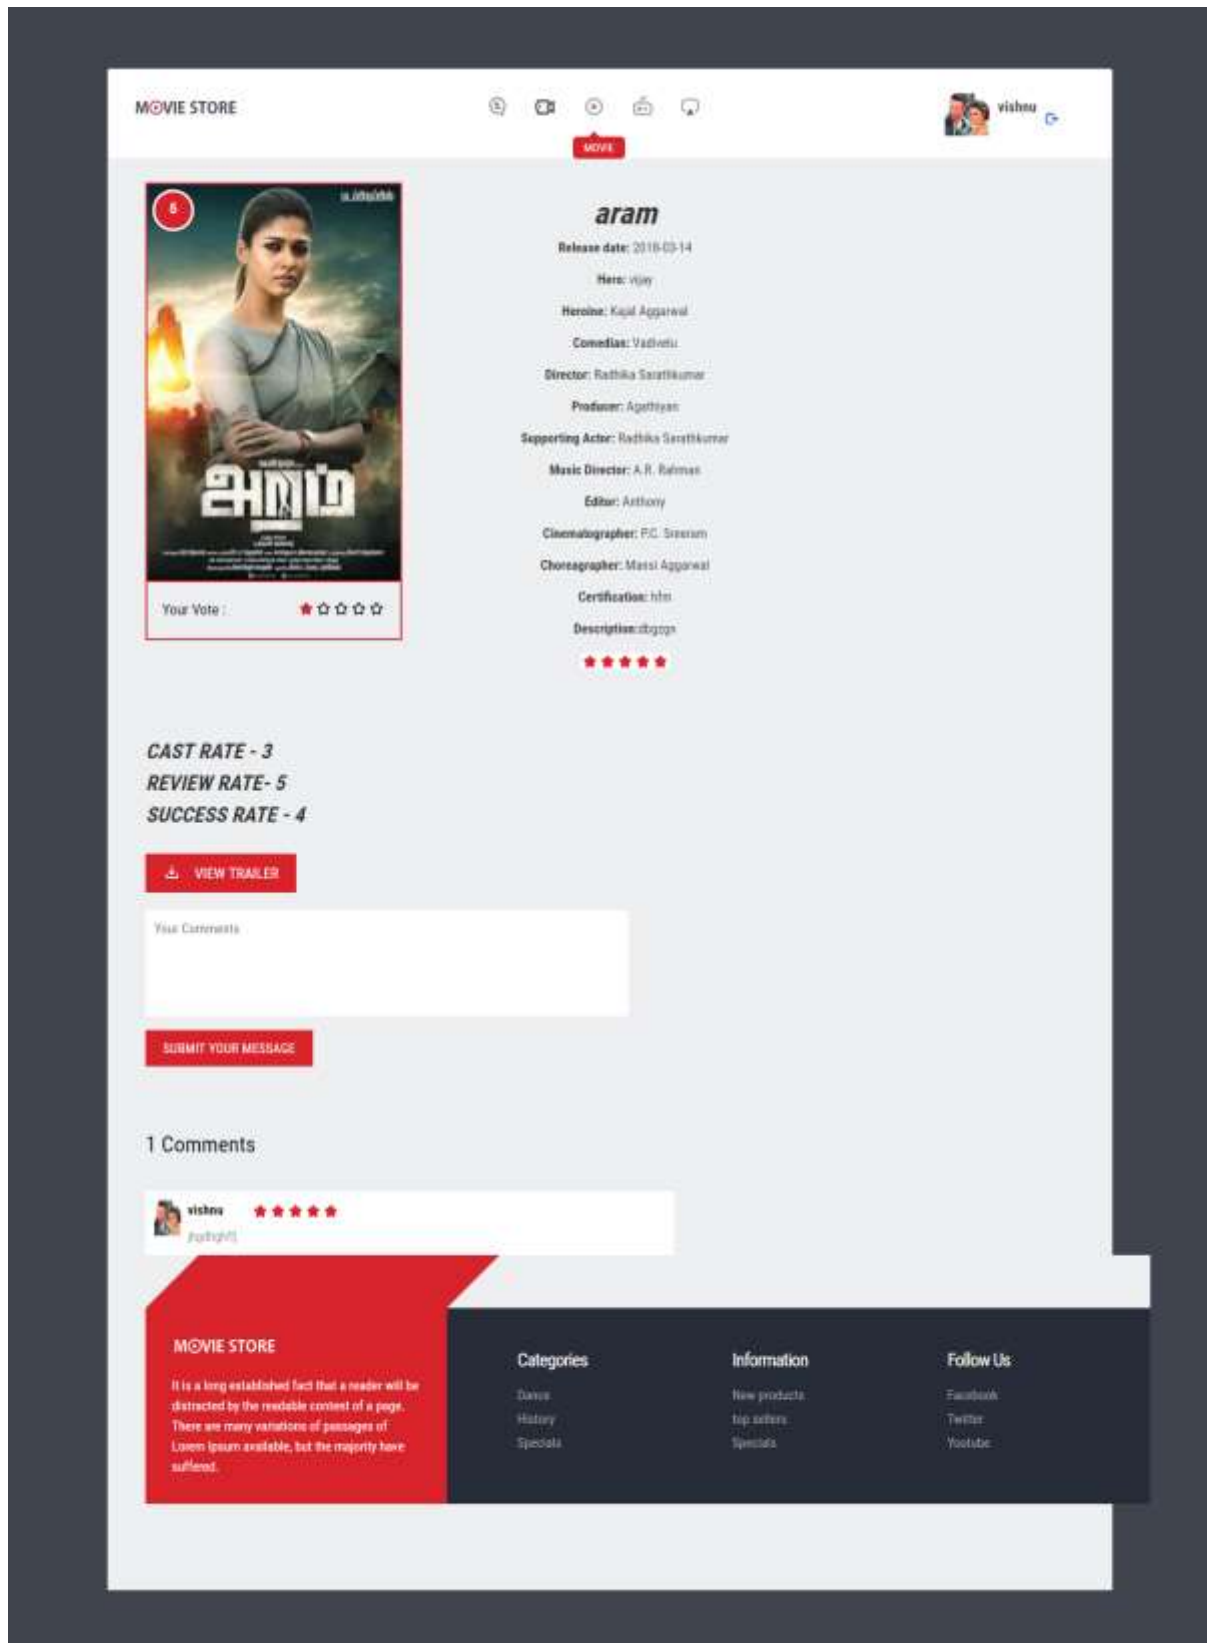 MOVIE STORE
vishnu
MOVIE
5
aram
Release date: 2018-03-14
Hero: vijay
Heroine: Kajal Aggarwal
Comedian: Vadivelu
Director: Radhika Sarathkumar
Producer: Agathiyan
Supporting Actor: Radhika Sarathkumar
Music Director: A.R. Rahman
Editor: Anthony
Cinematographer: P.C. Sreeram
Choreagrapher: Mansi Aggarwal
Certification:
Description:
அறம்
Your Vote :
CAST RATE - 3
REVIEW RATE- 5
SUCCESS RATE - 4
VIEW TRAILER
Your Comments
SUBMIT YOUR MESSAGE
1 Comments
vishnu
MOVIE STORE
It is a long established fact that a reader will be
distracted by the readable content of a page.
There are many variations of passages of
Lorem Ipsum available, but the majority have
suffered.
Categories
Dance
History
Specials
Information
New products
top sellers
Specials
Follow Us
Facebook
Twitter
Youtube